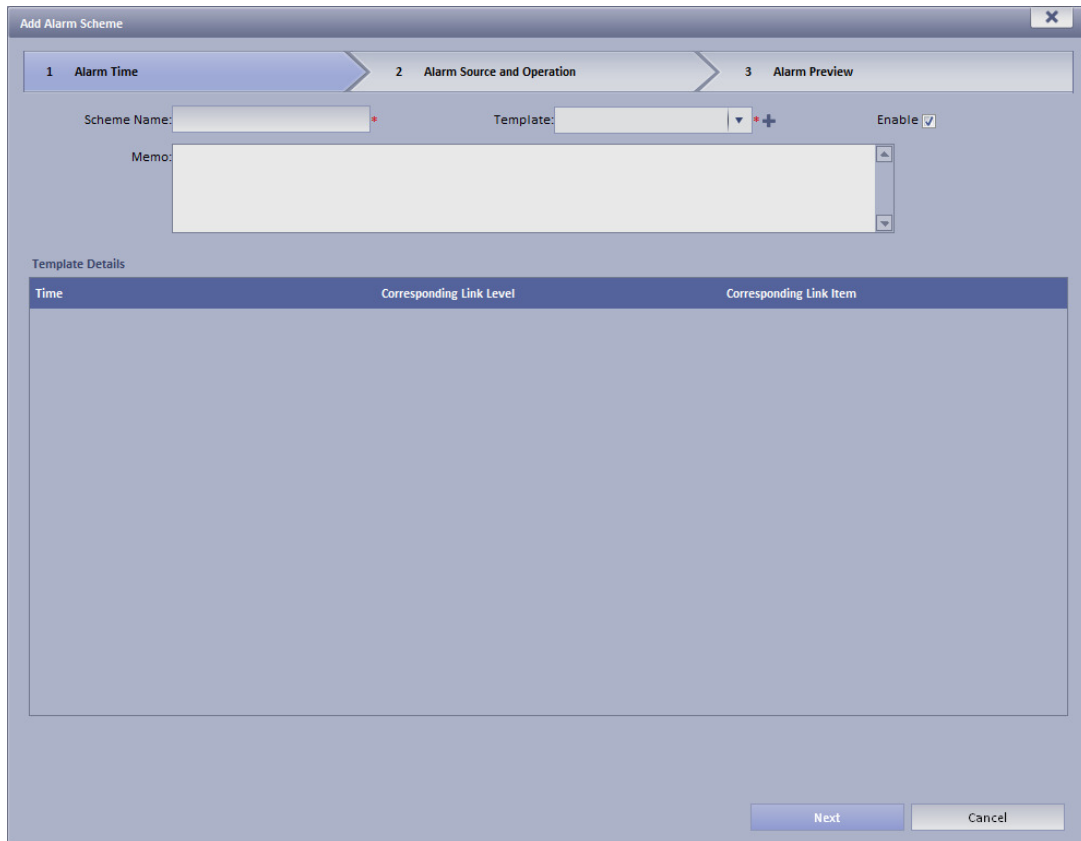 Add Alarm Scheme
1 Alarm Time 2 Alarm Source and Operation 3 Alarm Preview
Scheme Name: * Template: * Enable
Memo:
Template Details
Time Corresponding Link Level Corresponding Link Item
Next Cancel